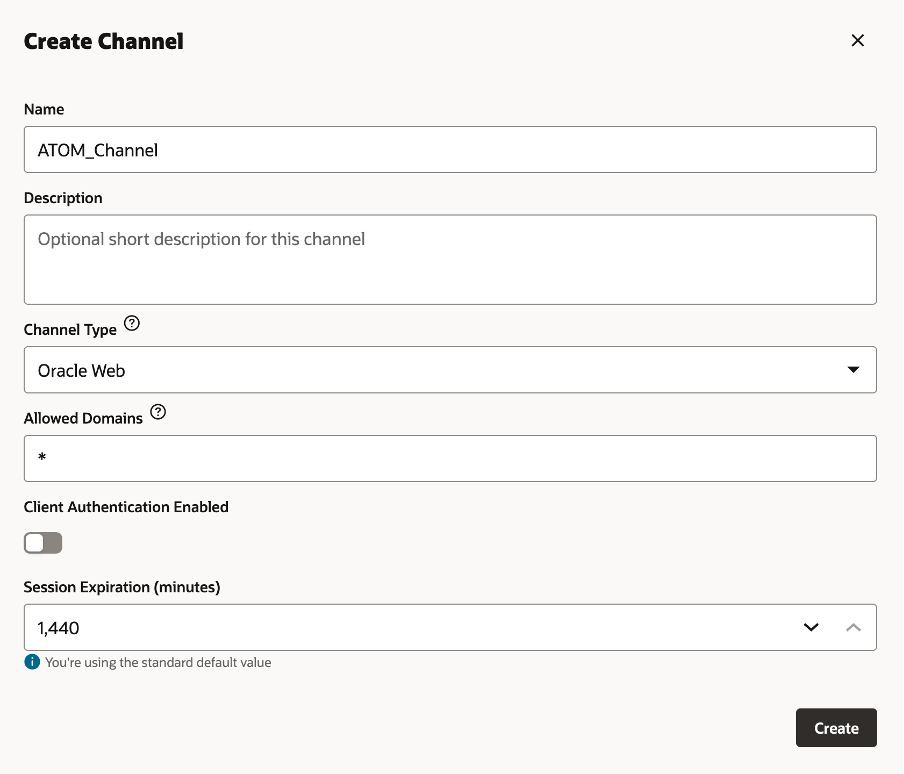 Create Channel
Name
ATOM_Channel
Description
Optional short description for this channel
Channel Type ?
Oracle Web
Allowed Domains ?
*
Client Authentication Enabled
Session Expiration (minutes)
1,440
i You're using the standard default value
Create